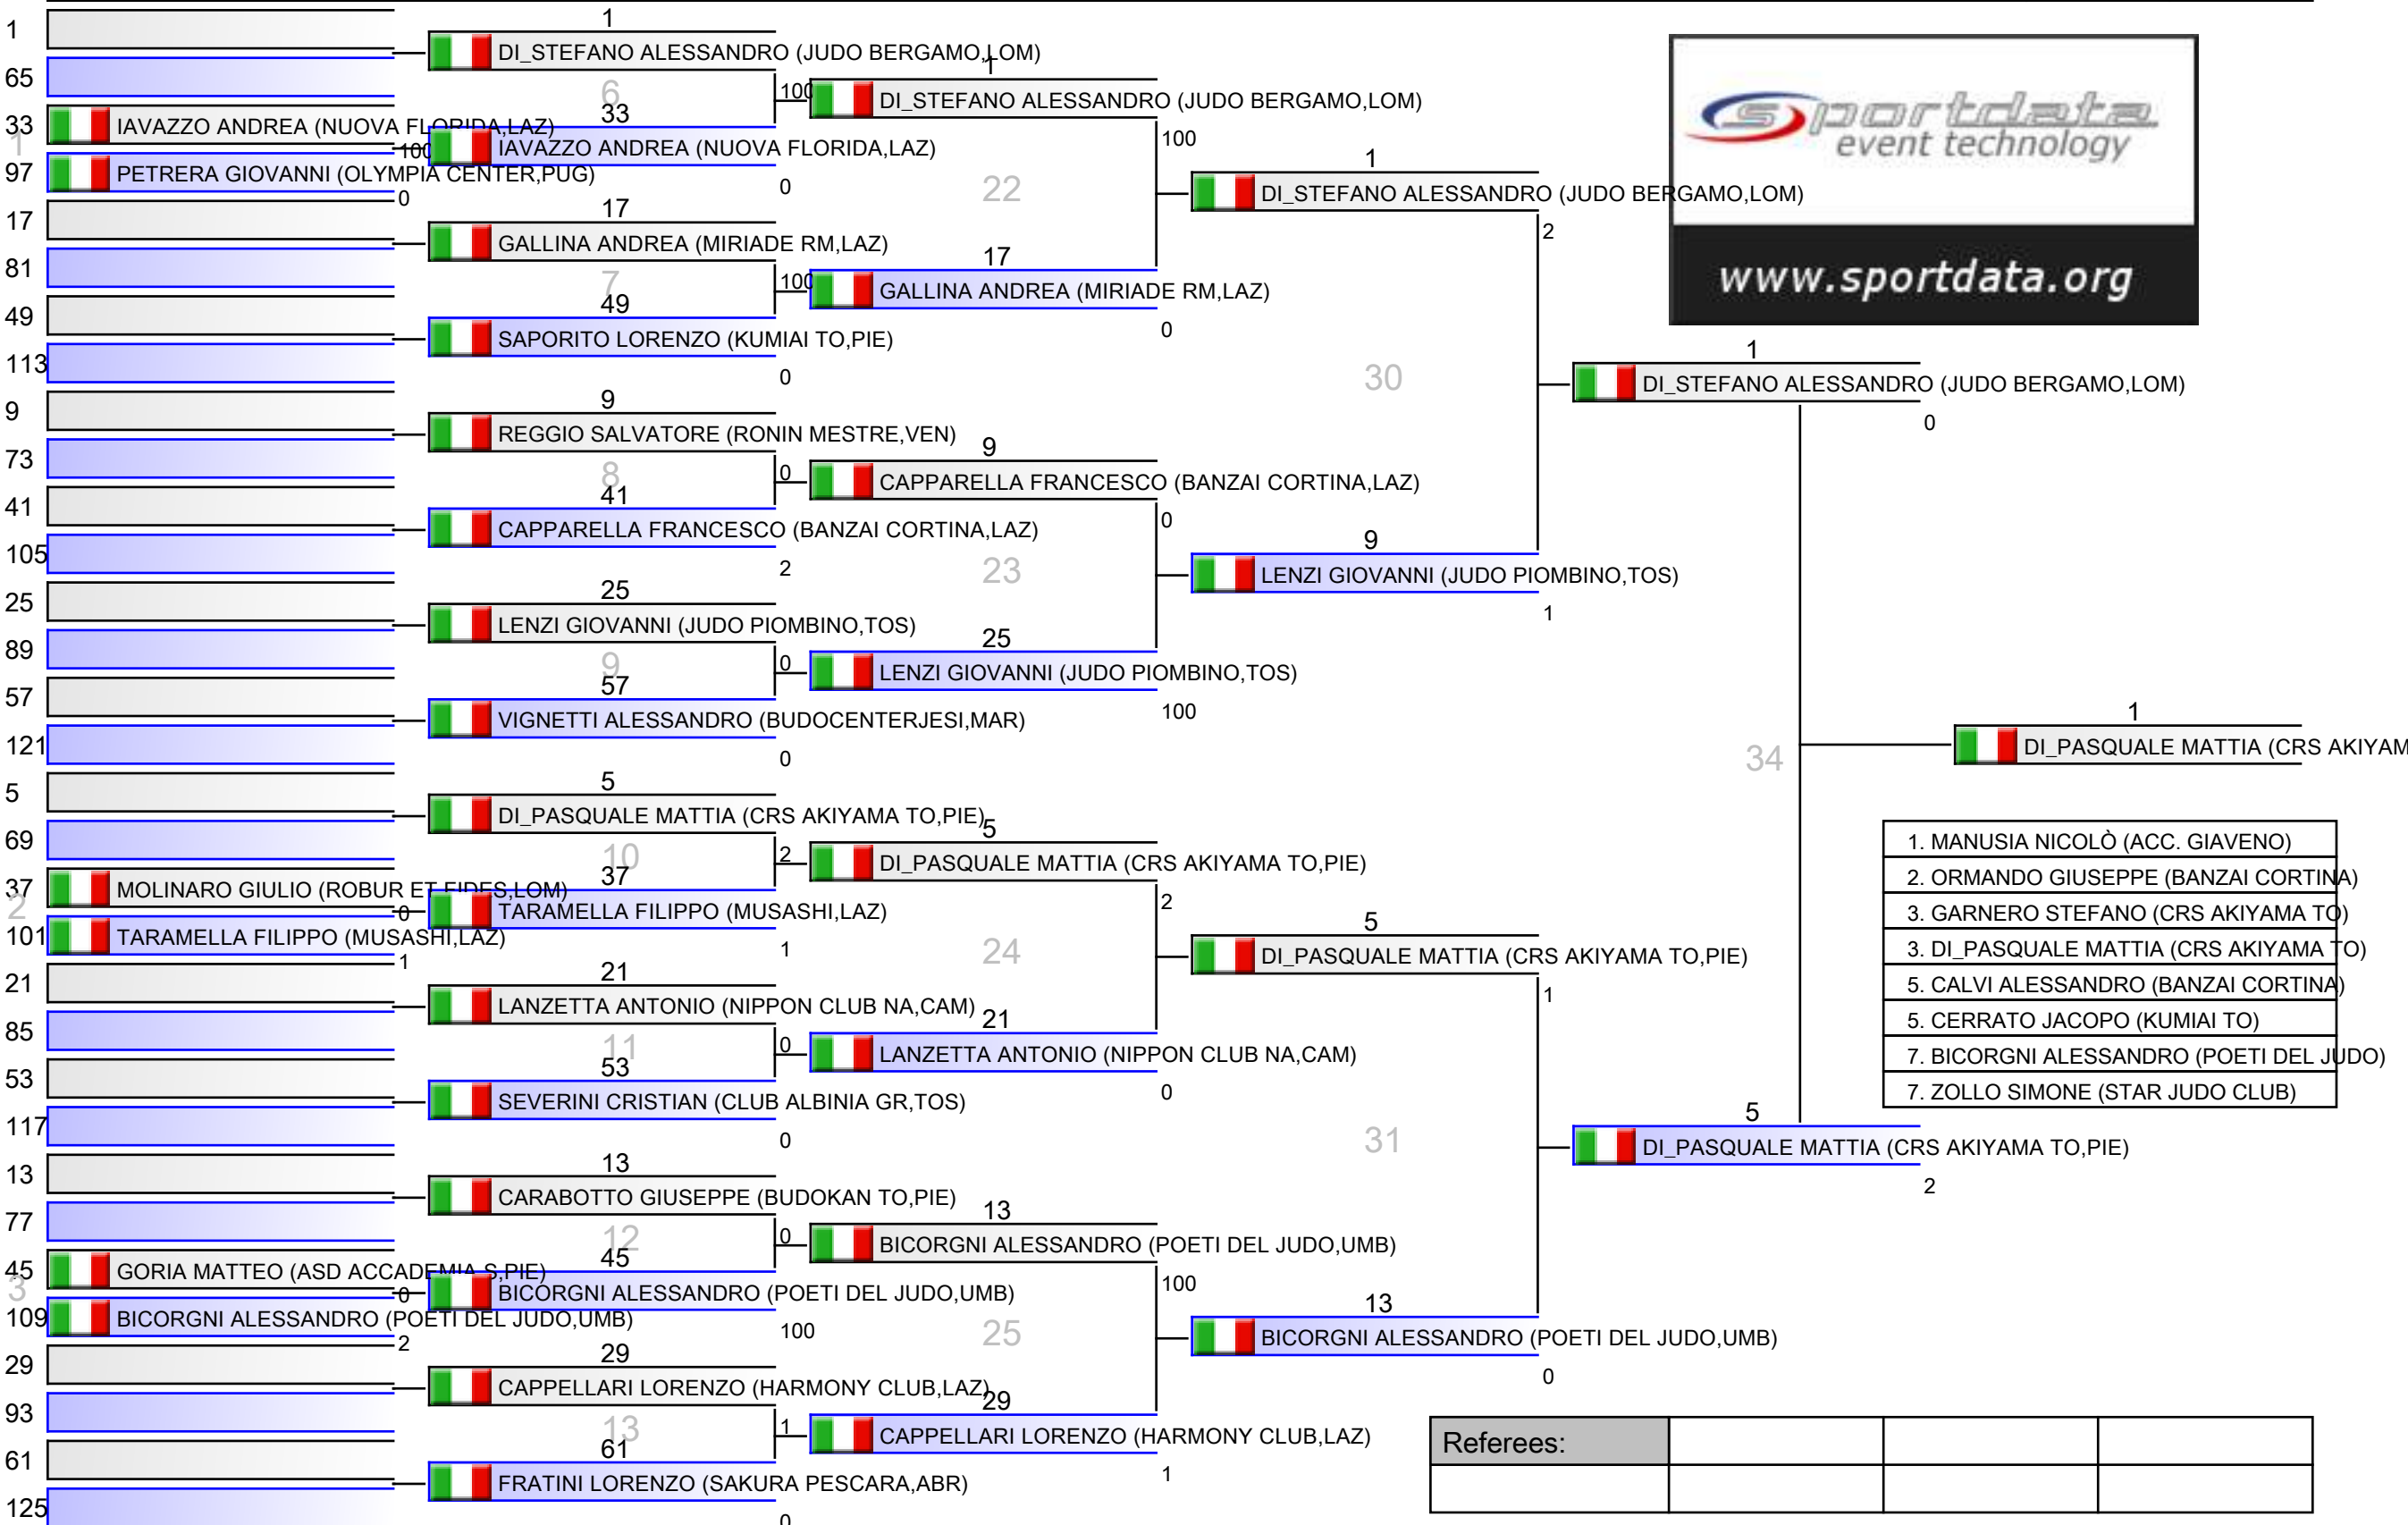 1
65
33
1
97
17
81
49
113
9
73
41
105
25
89
57
121
5
69
37
2
101
21
85
53
117
13
77
45
3
109
29
93
61
125
IAVAZZO ANDREA (NUOVA FLORIDA,LAZ)
100
PETRERA GIOVANNI (OLYMPIA CENTER,PUG)
0
MOLINARO GIULIO (ROBUR ET FIDES,LOM)
0
TARAMELLA FILIPPO (MUSASHI,LAZ)
1
GORIA MATTEO (ASD ACCADEMIA S,PIE)
0
BICORGNI ALESSANDRO (POETI DEL JUDO,UMB)
2
1
DI_STEFANO ALESSANDRO (JUDO BERGAMO,LOM)
6
100
33
IAVAZZO ANDREA (NUOVA FLORIDA,LAZ)
0
17
GALLINA ANDREA (MIRIADE RM,LAZ)
7
100
49
SAPORITO LORENZO (KUMIAI TO,PIE)
0
9
REGGIO SALVATORE (RONIN MESTRE,VEN)
8
0
41
CAPPARELLA FRANCESCO (BANZAI CORTINA,LAZ)
2
25
LENZI GIOVANNI (JUDO PIOMBINO,TOS)
9
0
57
VIGNETTI ALESSANDRO (BUDOCENTERJESI,MAR)
0
5
DI_PASQUALE MATTIA (CRS AKIYAMA TO,PIE)
10
2
37
TARAMELLA FILIPPO (MUSASHI,LAZ)
1
21
LANZETTA ANTONIO (NIPPON CLUB NA,CAM)
11
0
53
SEVERINI CRISTIAN (CLUB ALBINIA GR,TOS)
0
13
CARABOTTO GIUSEPPE (BUDOKAN TO,PIE)
12
0
45
BICORGNI ALESSANDRO (POETI DEL JUDO,UMB)
100
29
CAPPELLARI LORENZO (HARMONY CLUB,LAZ)
13
1
61
FRATINI LORENZO (SAKURA PESCARA,ABR)
0
1
DI_STEFANO ALESSANDRO (JUDO BERGAMO,LOM)
100
22
17
GALLINA ANDREA (MIRIADE RM,LAZ)
0
9
CAPPARELLA FRANCESCO (BANZAI CORTINA,LAZ)
0
23
25
LENZI GIOVANNI (JUDO PIOMBINO,TOS)
100
5
DI_PASQUALE MATTIA (CRS AKIYAMA TO,PIE)
2
24
21
LANZETTA ANTONIO (NIPPON CLUB NA,CAM)
0
13
BICORGNI ALESSANDRO (POETI DEL JUDO,UMB)
100
25
29
CAPPELLARI LORENZO (HARMONY CLUB,LAZ)
1
1
DI_STEFANO ALESSANDRO (JUDO BERGAMO,LOM)
2
30
9
LENZI GIOVANNI (JUDO PIOMBINO,TOS)
1
5
DI_PASQUALE MATTIA (CRS AKIYAMA TO,PIE)
1
31
13
BICORGNI ALESSANDRO (POETI DEL JUDO,UMB)
0
sportdata
event technology
www.sportdata.org
1
DI_STEFANO ALESSANDRO (JUDO BERGAMO,LOM)
0
34
5
DI_PASQUALE MATTIA (CRS AKIYAMA TO,PIE)
2
1
DI_PASQUALE MATTIA (CRS AKIYAM
1. MANUSIA NICOLÒ (ACC. GIAVENO)
2. ORMANDO GIUSEPPE (BANZAI CORTINA)
3. GARNERO STEFANO (CRS AKIYAMA TO)
3. DI_PASQUALE MATTIA (CRS AKIYAMA TO)
5. CALVI ALESSANDRO (BANZAI CORTINA)
5. CERRATO JACOPO (KUMIAI TO)
7. BICORGNI ALESSANDRO (POETI DEL JUDO)
7. ZOLLO SIMONE (STAR JUDO CLUB)
Referees: